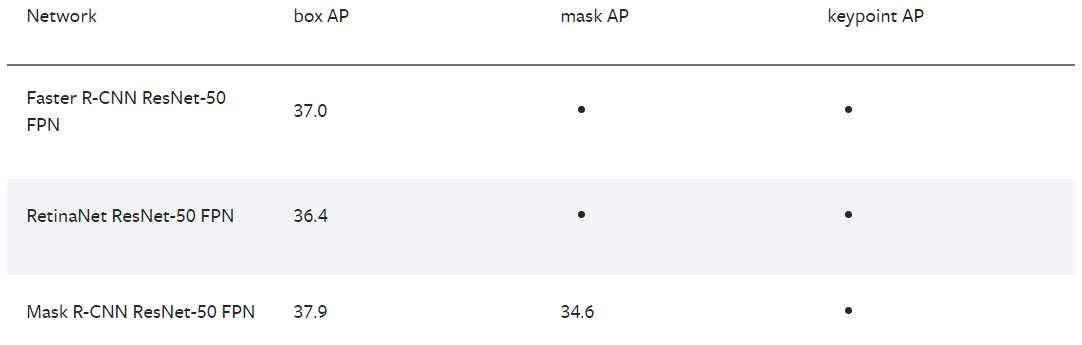 Network box AP mask AP keypoint AP
Faster R-CNN ResNet-50
FPN
37.0 • •
RetinaNet ResNet-50 FPN 36.4 • •
Mask R-CNN ResNet-50 FPN 37.9 34.6 •